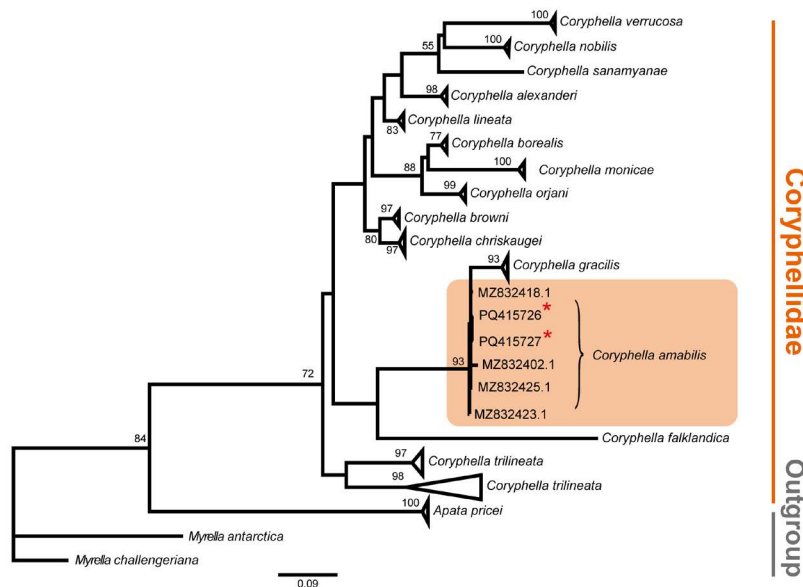 100 Coryphella verrucosa
55 100 Coryphella nobilis
Coryphella sanamyanae
98 Coryphella alexanderi
83 Coryphella lineata
77 Coryphella borealis
88 100 Coryphella monicae
99 Coryphella orjani
97 Coryphella browni
80 97 Coryphella chriskaugei
93 Coryphella gracilis
MZ832418.1
PQ415726 *
PQ415727 *
93 MZ832402.1 Coryphella amabilis
MZ832425.1
MZ832423.1
72
Coryphella falklandica
84
97 Coryphella trilineata
98 Coryphella trilineata
100 Apata pricei
Myrella antarctica
Myrella challengeriana
0.09
Coryphellidae
Outgroup